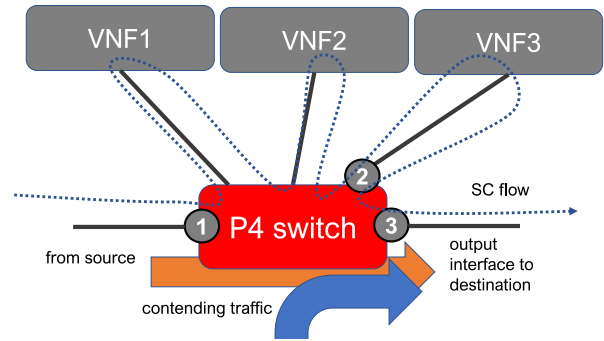 VNF1
VNF2
VNF3
2
SC flow
1
P4 switch
3
from source
output
interface to
destination
contending traffic